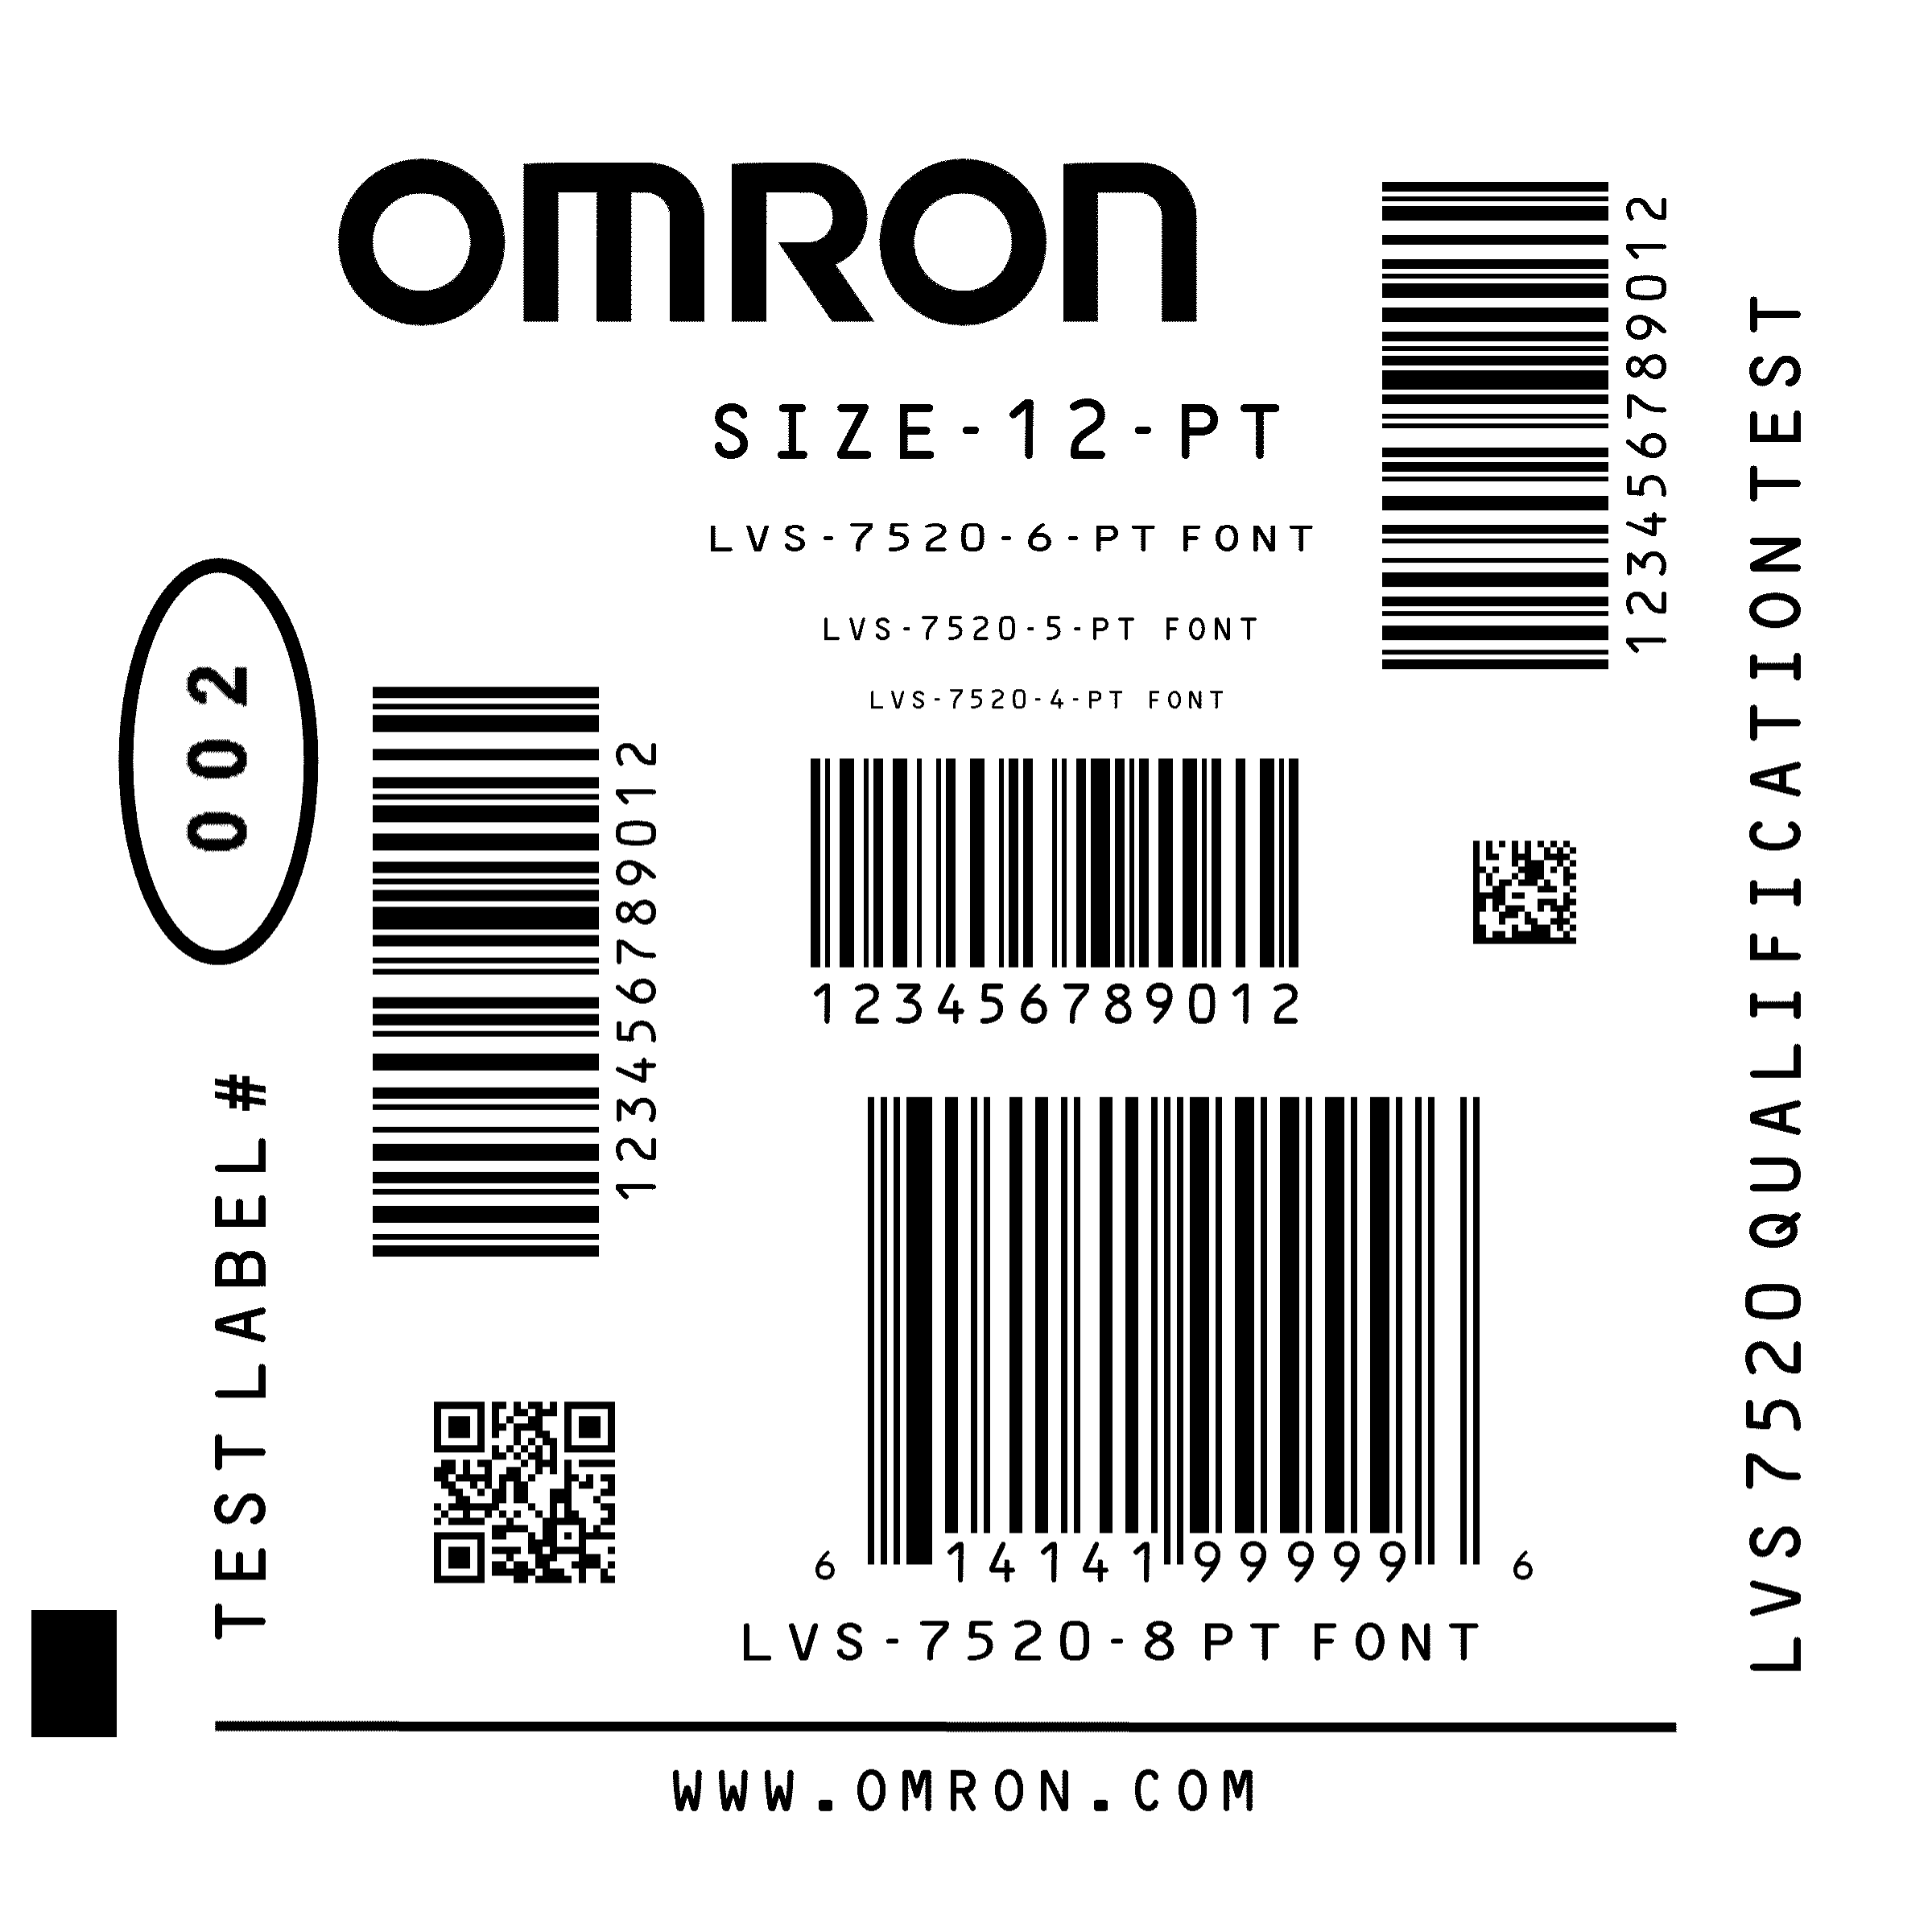 OMRON
SIZE-12-PT
LVS-7520-6-PT FONT
LVS-7520-5-PT FONT
LVS-7520-4-PT FONT
123456789012
123456789012
123456789012
6 14141 99999 6
LVS-7520-8 PT FONT
TEST LABEL # 002
LVS 7520 QUALIFICATION TEST
WWW.OMRON.COM